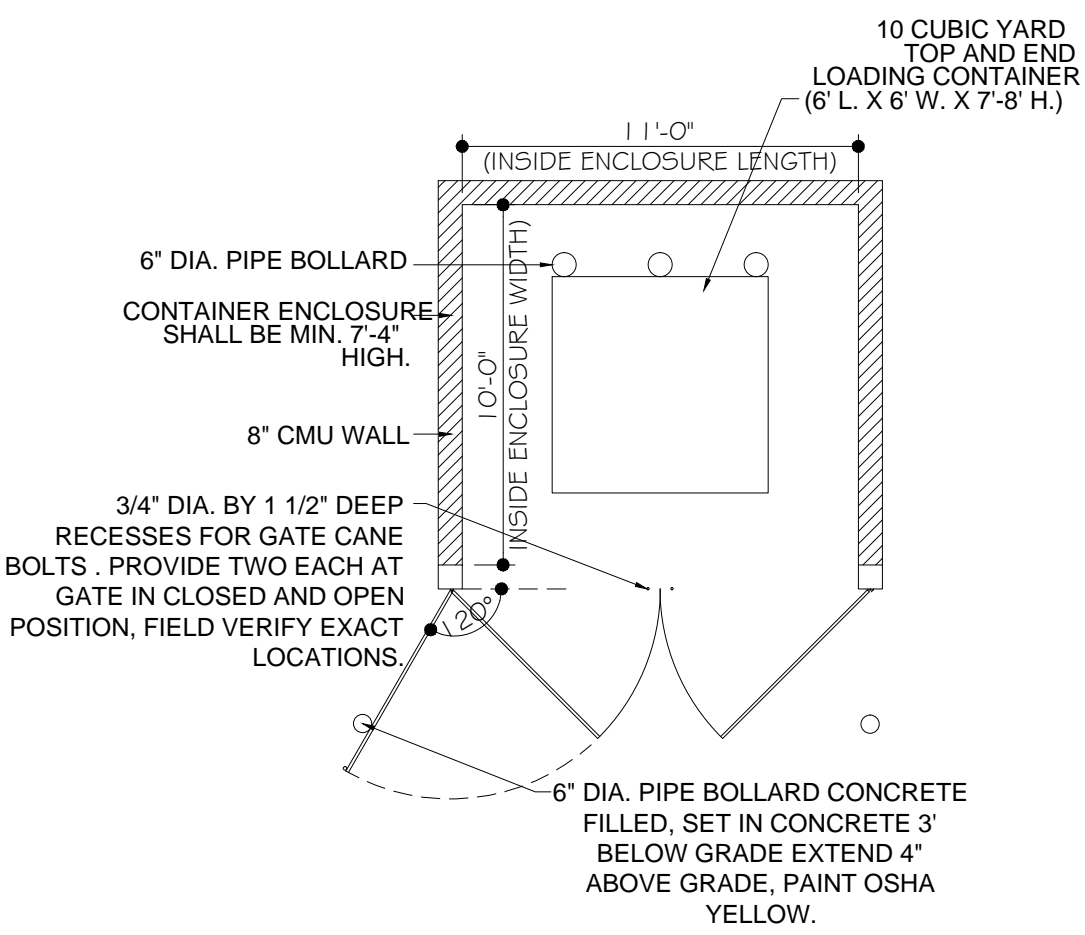 10 CUBIC YARD
TOP AND END
LOADING CONTAINER
(6' L. X 6' W. X 7'-8' H.)
11'-0"
(INSIDE ENCLOSURE LENGTH)
6" DIA. PIPE BOLLARD
CONTAINER ENCLOSURE
SHALL BE MIN. 7'-4"
HIGH.
10'-0"
(INSIDE ENCLOSURE WIDTH)
8" CMU WALL
3/4" DIA. BY 1 1/2" DEEP
RECESSES FOR GATE CANE
BOLTS . PROVIDE TWO EACH AT
GATE IN CLOSED AND OPEN
POSITION, FIELD VERIFY EXACT
LOCATIONS.
120°
6" DIA. PIPE BOLLARD CONCRETE
FILLED, SET IN CONCRETE 3'
BELOW GRADE EXTEND 4"
ABOVE GRADE, PAINT OSHA
YELLOW.